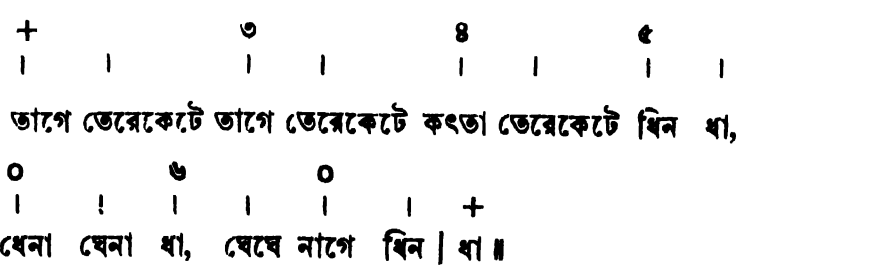 + ৩ ৪ ৫
| | | | | | | |
তাগে তেরেকেটে তাগে তেরেকেটে কৎতা তেরেকেটে ধিন ধা,
০ ৬ ০
| ! | | | | +
ধেনা ঘেনা ধা, ঘেঘে নাগে ধিন | ধা ॥